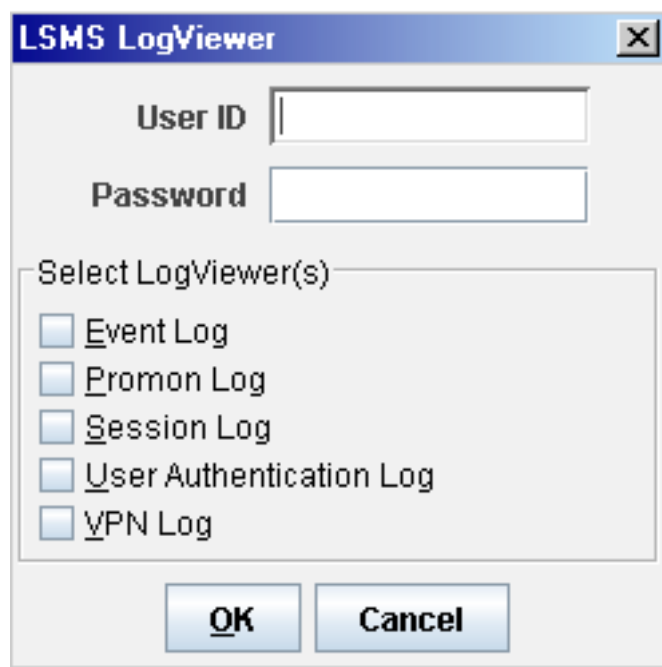 LSMS LogViewer
User ID
Password
Select LogViewer(s)
Event Log
Promon Log
Session Log
User Authentication Log
VPN Log
OK Cancel